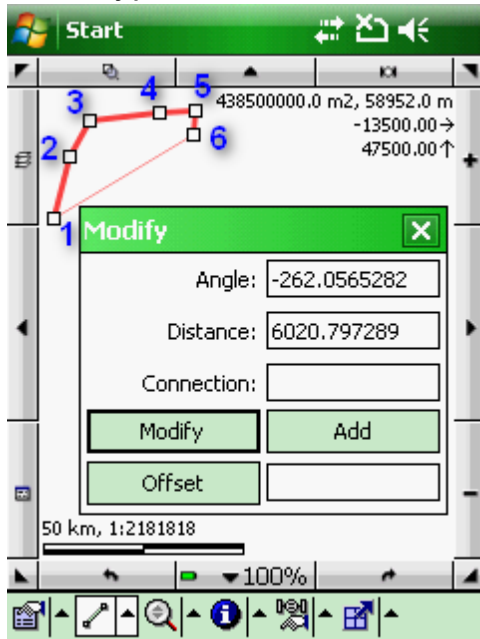 Start
3 4 5 438500000.0 m2, 58952.0 m
6 -13500.00→
2 47500.00↑
1
Modify
Angle: -262.0565282
Distance: 6020.797289
Connection:
Modify Add
Offset
50 km, 1:2181818
100%